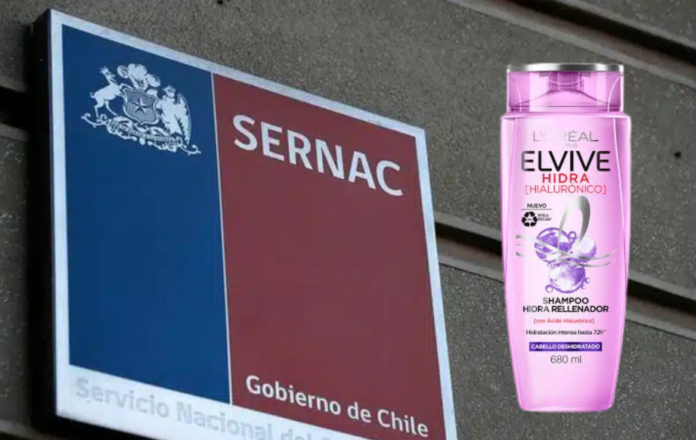 SERNAC
Gobierno de Chile
Servicio Nacional del
L'ORÉAL
ELVIVE
HIDRA
[HIALURÓNICO]
NUEVO
SHAMPOO
HIDRA RELLENADOR
[con Ácido Hialurónico]
Hidratación intensa hasta 72h*
CABELLO DESHIDRATADO
680 ml